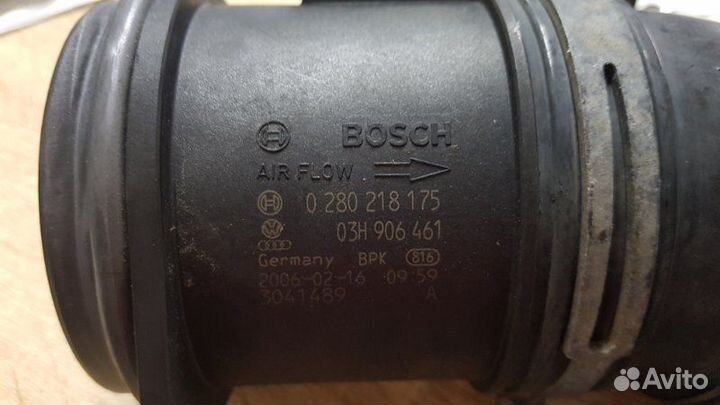 BOSCH
AIR FLOW
0 280 218 175
03H 906 461
Germany BPK 816
2006-02-16 09:59
3041489 A
Avito